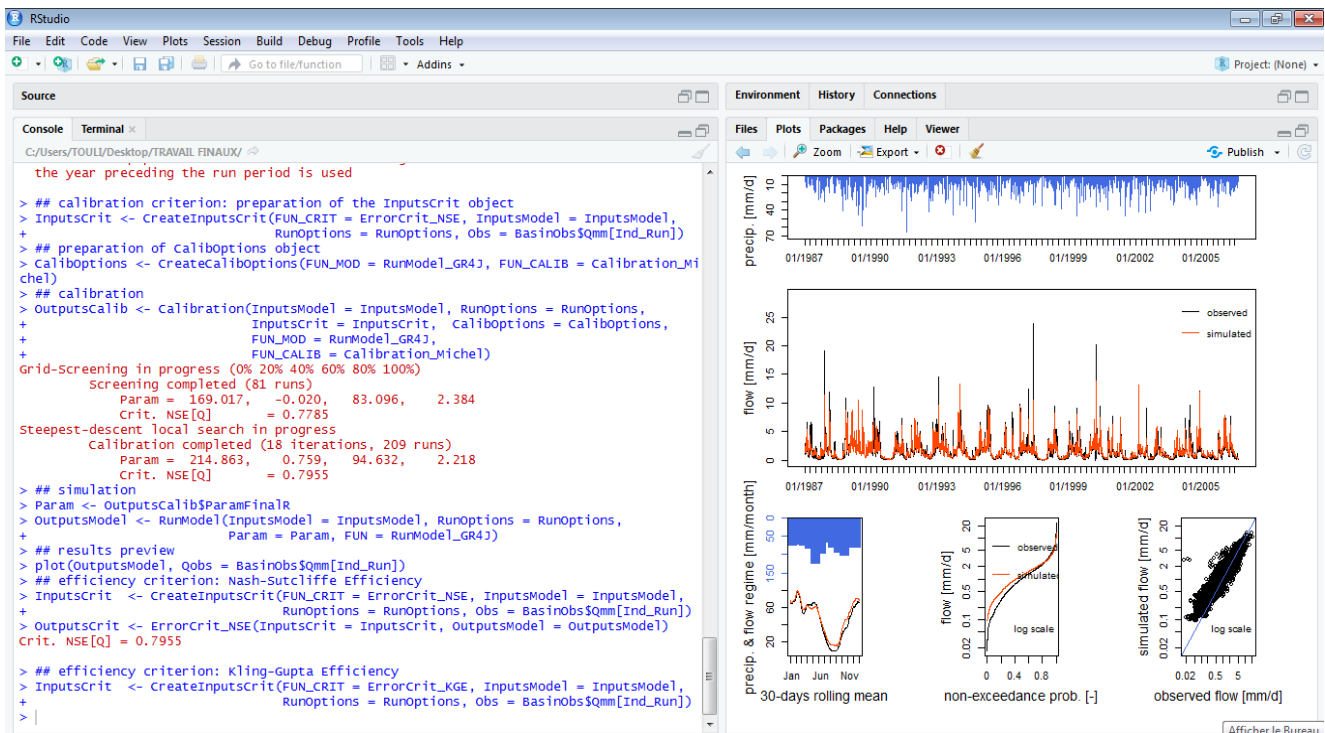 RStudio
File Edit Code View Plots Session Build Debug Profile Tools Help
Go to file/function Addins Project: (None)
Source
Console Terminal
C:/Users/TOULI/Desktop/TRAVAIL FINAUX/
the year preceding the run period is used
> ## calibration criterion: preparation of the InputsCrit object
> InputsCrit <- CreateInputsCrit(FUN_CRIT = ErrorCrit_NSE, InputsModel = InputsModel,
+ RunOptions = RunOptions, Obs = BasinObs$Qmm[Ind_Run])
> ## preparation of CalibOptions object
> CalibOptions <- CreateCalibOptions(FUN_MOD = RunModel_GR4J, FUN_CALIB = Calibration_Mi
chel)
> ## calibration
> OutputsCalib <- Calibration(InputsModel = InputsModel, RunOptions = RunOptions,
+ InputsCrit = InputsCrit, CalibOptions = CalibOptions,
+ FUN_MOD = RunModel_GR4J,
+ FUN_CALIB = Calibration_Michel)
Grid-Screening in progress (0% 20% 40% 60% 80% 100%)
Screening completed (81 runs)
Param = 169.017, -0.020, 83.096, 2.384
Crit. NSE[Q] = 0.7785
Steepest-descent local search in progress
Calibration completed (18 iterations, 209 runs)
Param = 214.863, 0.759, 94.632, 2.218
Crit. NSE[Q] = 0.7955
> ## simulation
> Param <- OutputsCalib$ParamFinalR
> OutputsModel <- RunModel(InputsModel = InputsModel, RunOptions = RunOptions,
+ Param = Param, FUN = RunModel_GR4J)
> ## results preview
> plot(OutputsModel, Qobs = BasinObs$Qmm[Ind_Run])
> ## efficiency criterion: Nash-Sutcliffe Efficiency
> InputsCrit <- CreateInputsCrit(FUN_CRIT = ErrorCrit_NSE, InputsModel = InputsModel,
+ RunOptions = RunOptions, Obs = BasinObs$Qmm[Ind_Run])
> OutputsCrit <- ErrorCrit_NSE(InputsCrit = InputsCrit, OutputsModel = OutputsModel)
Crit. NSE[Q] = 0.7955
> ## efficiency criterion: Kling-Gupta Efficiency
> InputsCrit <- CreateInputsCrit(FUN_CRIT = ErrorCrit_KGE, InputsModel = InputsModel,
+ RunOptions = RunOptions, Obs = BasinObs$Qmm[Ind_Run])
>
Environment History Connections
Files Plots Packages Help Viewer
Zoom Export Publish
precip. [mm/d]
10
40
70
01/1987 01/1990 01/1993 01/1996 01/1999 01/2002 01/2005
flow [mm/d]
25
20
15
10
5
0
observed
simulated
01/1987 01/1990 01/1993 01/1996 01/1999 01/2002 01/2005
precip. & flow regime [mm/month]
0
50
150
60
20
Jan Jun Nov
30-days rolling mean
flow [mm/d]
20
5
2
0.5
0.1
0.02
observed
simulated
log scale
0 0.4 0.8
non-exceedance prob. [-]
simulated flow [mm/d]
20
5
2
0.5
0.1
0.02
log scale
0.02 0.5 5
observed flow [mm/d]
Afficher le Bureau